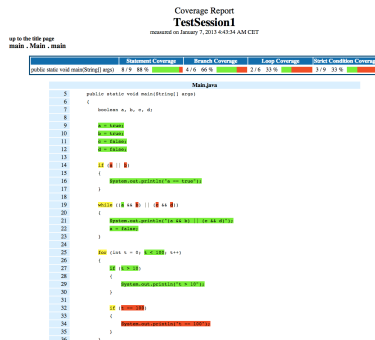 Coverage Report
TestSession1
measured on January 7, 2013 4:43:34 AM CET
up to the title page
main . Main . main
Statement Coverage Branch Coverage Loop Coverage Strict Condition Coverage
public static void main(String[] args) 8 / 9 88 % 4 / 6 66 % 2 / 6 33 % 3 / 9 33 %
Main.java
5 public static void main(String[] args)
6 {
7 boolean a, b, c, d;
8
9 a = true;
10 b = true;
11 c = false;
12 d = false;
13
14 if (a || b)
15 {
16 System.out.println("a == true");
17 }
18
19 while ((a && b) || (c && d))
20 {
21 System.out.println("(a && b) || (c && d)");
22 a = false;
23 }
24
25 for (int t = 0; t < 100; t++)
26 {
27 if (t > 10)
28 {
29 System.out.println("t > 10");
30 }
31
32 if (t == 100)
33 {
34 System.out.println("t == 100");
35 }
36